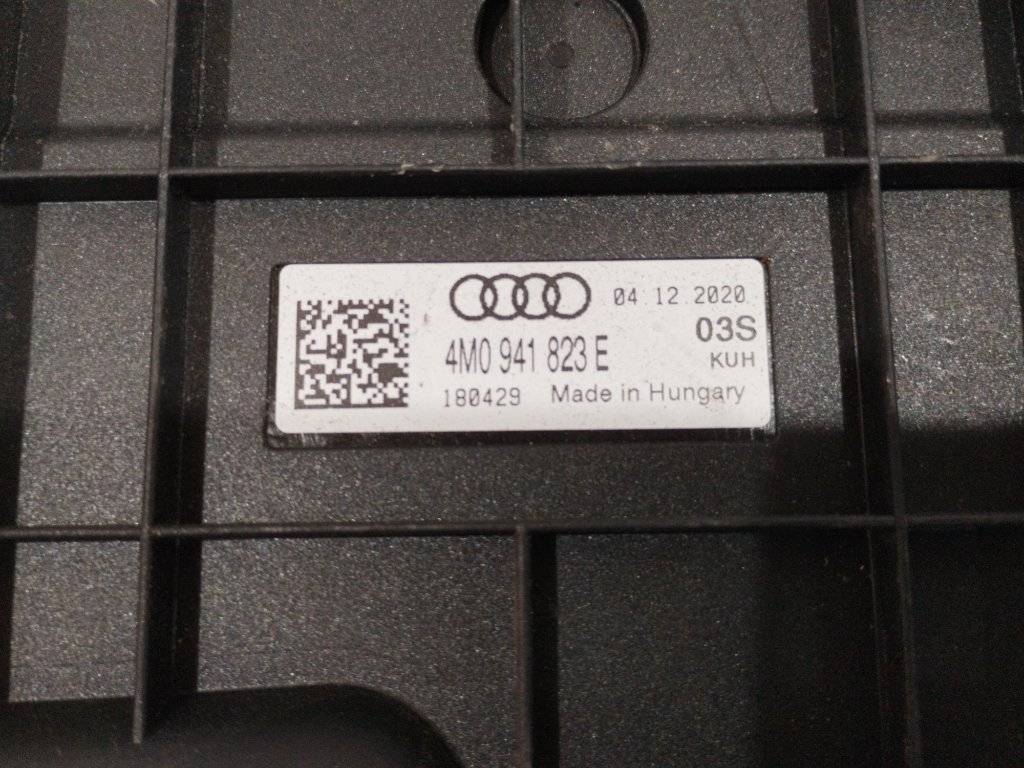 04.12.2020
03S
4M0 941 823 E
KUH
180429 Made in Hungary